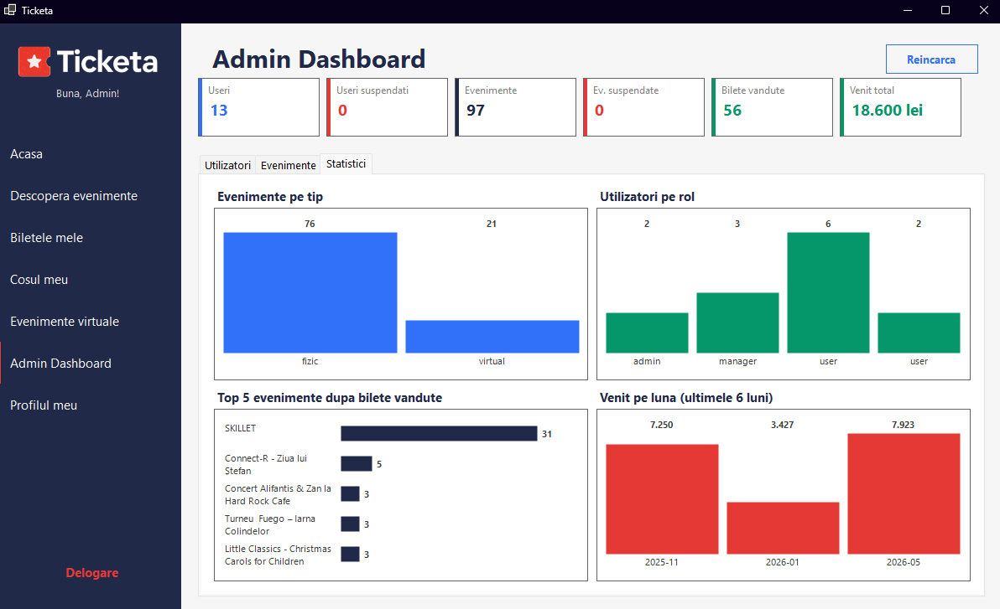 Ticketa
Ticketa
Buna, Admin!
Acasa
Descopera evenimente
Biletele mele
Cosul meu
Evenimente virtuale
Admin Dashboard
Profilul meu
Delogare
Admin Dashboard
Reincarca
Useri
13
Useri suspendati
0
Evenimente
97
Ev. suspendate
0
Bilete vandute
56
Venit total
18.600 lei
Utilizatori
Evenimente
Statistici
Evenimente pe tip
76
21
fizic
virtual
Utilizatori pe rol
2
3
6
2
admin
manager
user
user
Top 5 evenimente dupa bilete vandute
SKILLET
31
Connect-R - Ziua lui
Stefan
5
Concert Alifantis & Zan la
Hard Rock Cafe
3
Turneu  Fuego – Iarna
Colindelor
3
Little Classics - Christmas
Carols for Children
3
Venit pe luna (ultimele 6 luni)
7.250
3.427
7.923
2025-11
2026-01
2026-05